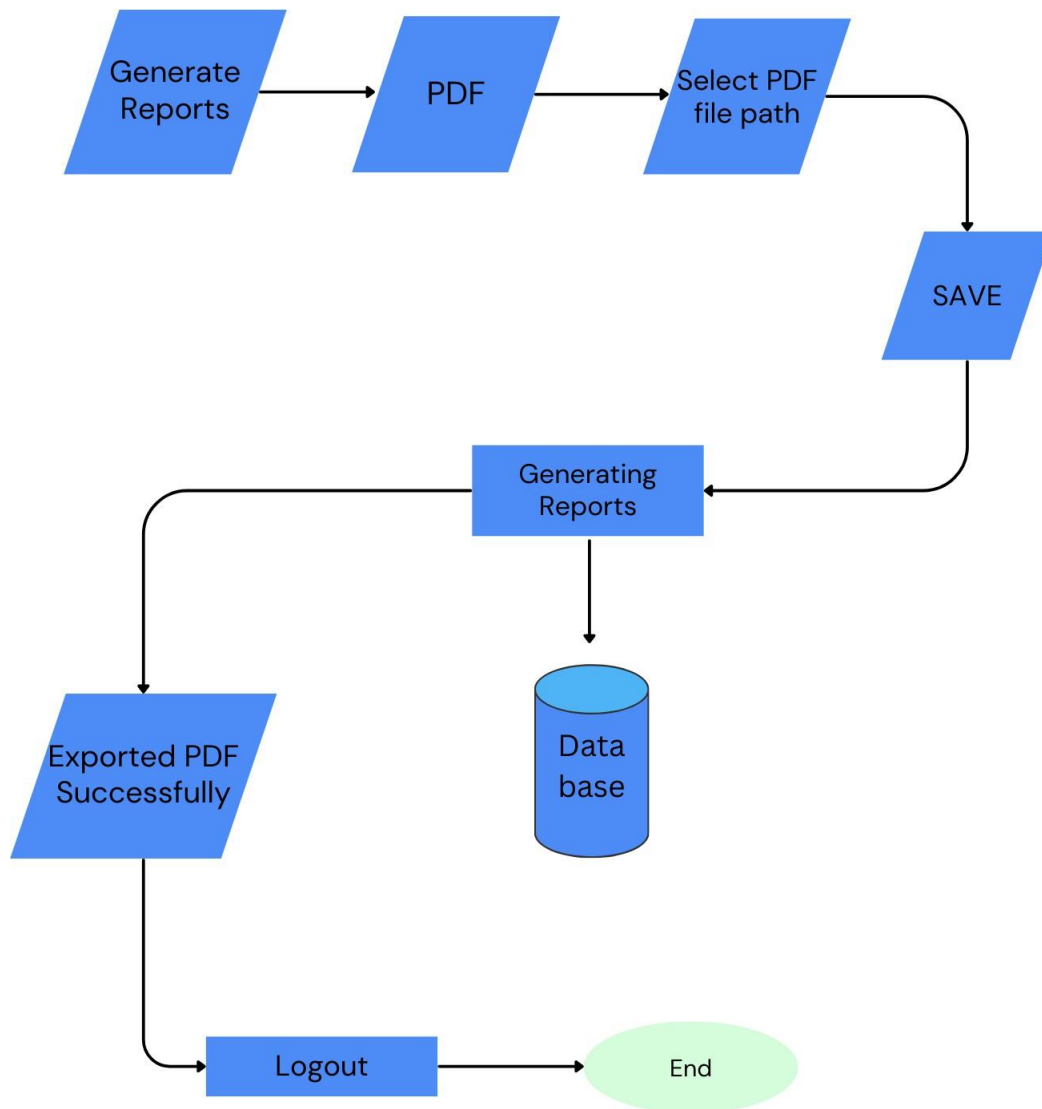 Generate
Reports
PDF
Select PDF
file path
SAVE
Generating
Reports
Data
base
Exported PDF
Successfully
Logout
End